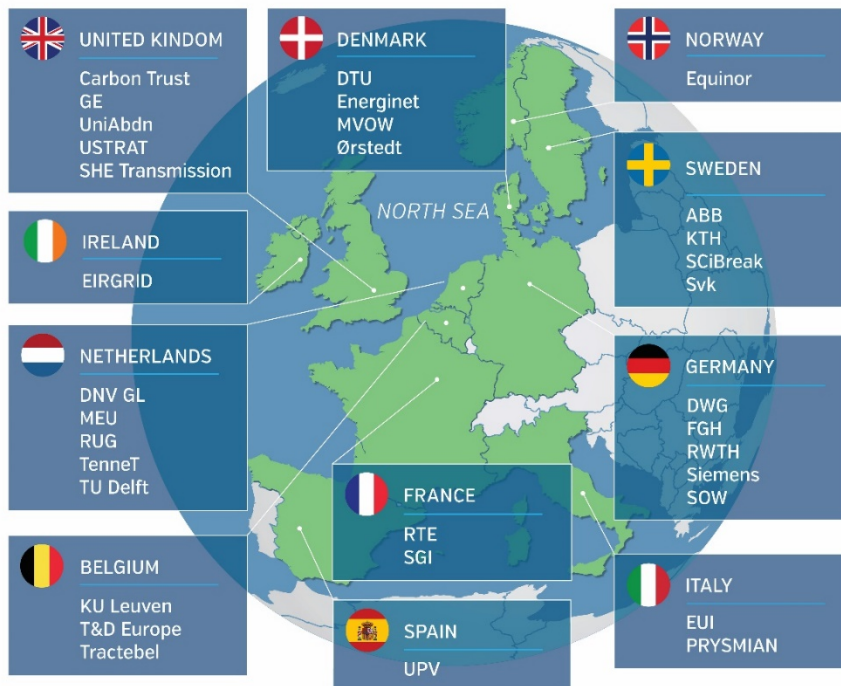 UNITED KINDOM
Carbon Trust
GE
UniAbdn
USTRAT
SHE Transmission
DENMARK
DTU
Energinet
MVOW
Ørstedt
NORWAY
Equinor
SWEDEN
ABB
KTH
SCiBreak
Svk
NORTH SEA
IRELAND
EIRGRID
NETHERLANDS
DNV GL
MEU
RUG
TenneT
TU Delft
GERMANY
DWG
FGH
RWTH
Siemens
SOW
FRANCE
RTE
SGI
BELGIUM
KU Leuven
T&D Europe
Tractebel
SPAIN
UPV
ITALY
EUI
PRYSMIAN